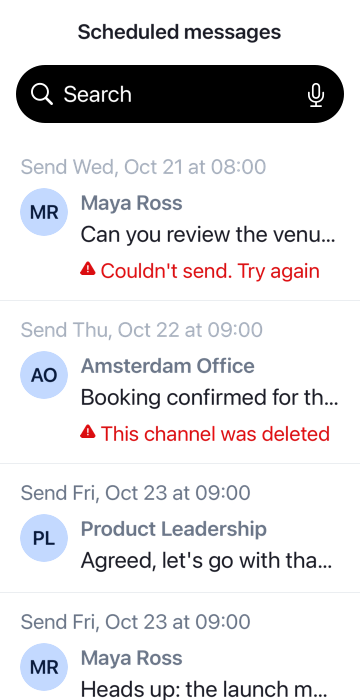 Scheduled messages
Search
Send Wed, Oct 21 at 08:00
MR
Maya Ross
Can you review the venu...
Couldn't send. Try again
Send Thu, Oct 22 at 09:00
AO
Amsterdam Office
Booking confirmed for th...
This channel was deleted
Send Fri, Oct 23 at 09:00
PL
Product Leadership
Agreed, let's go with tha...
Send Fri, Oct 23 at 09:00
MR
Maya Ross
Heads up: the launch m...